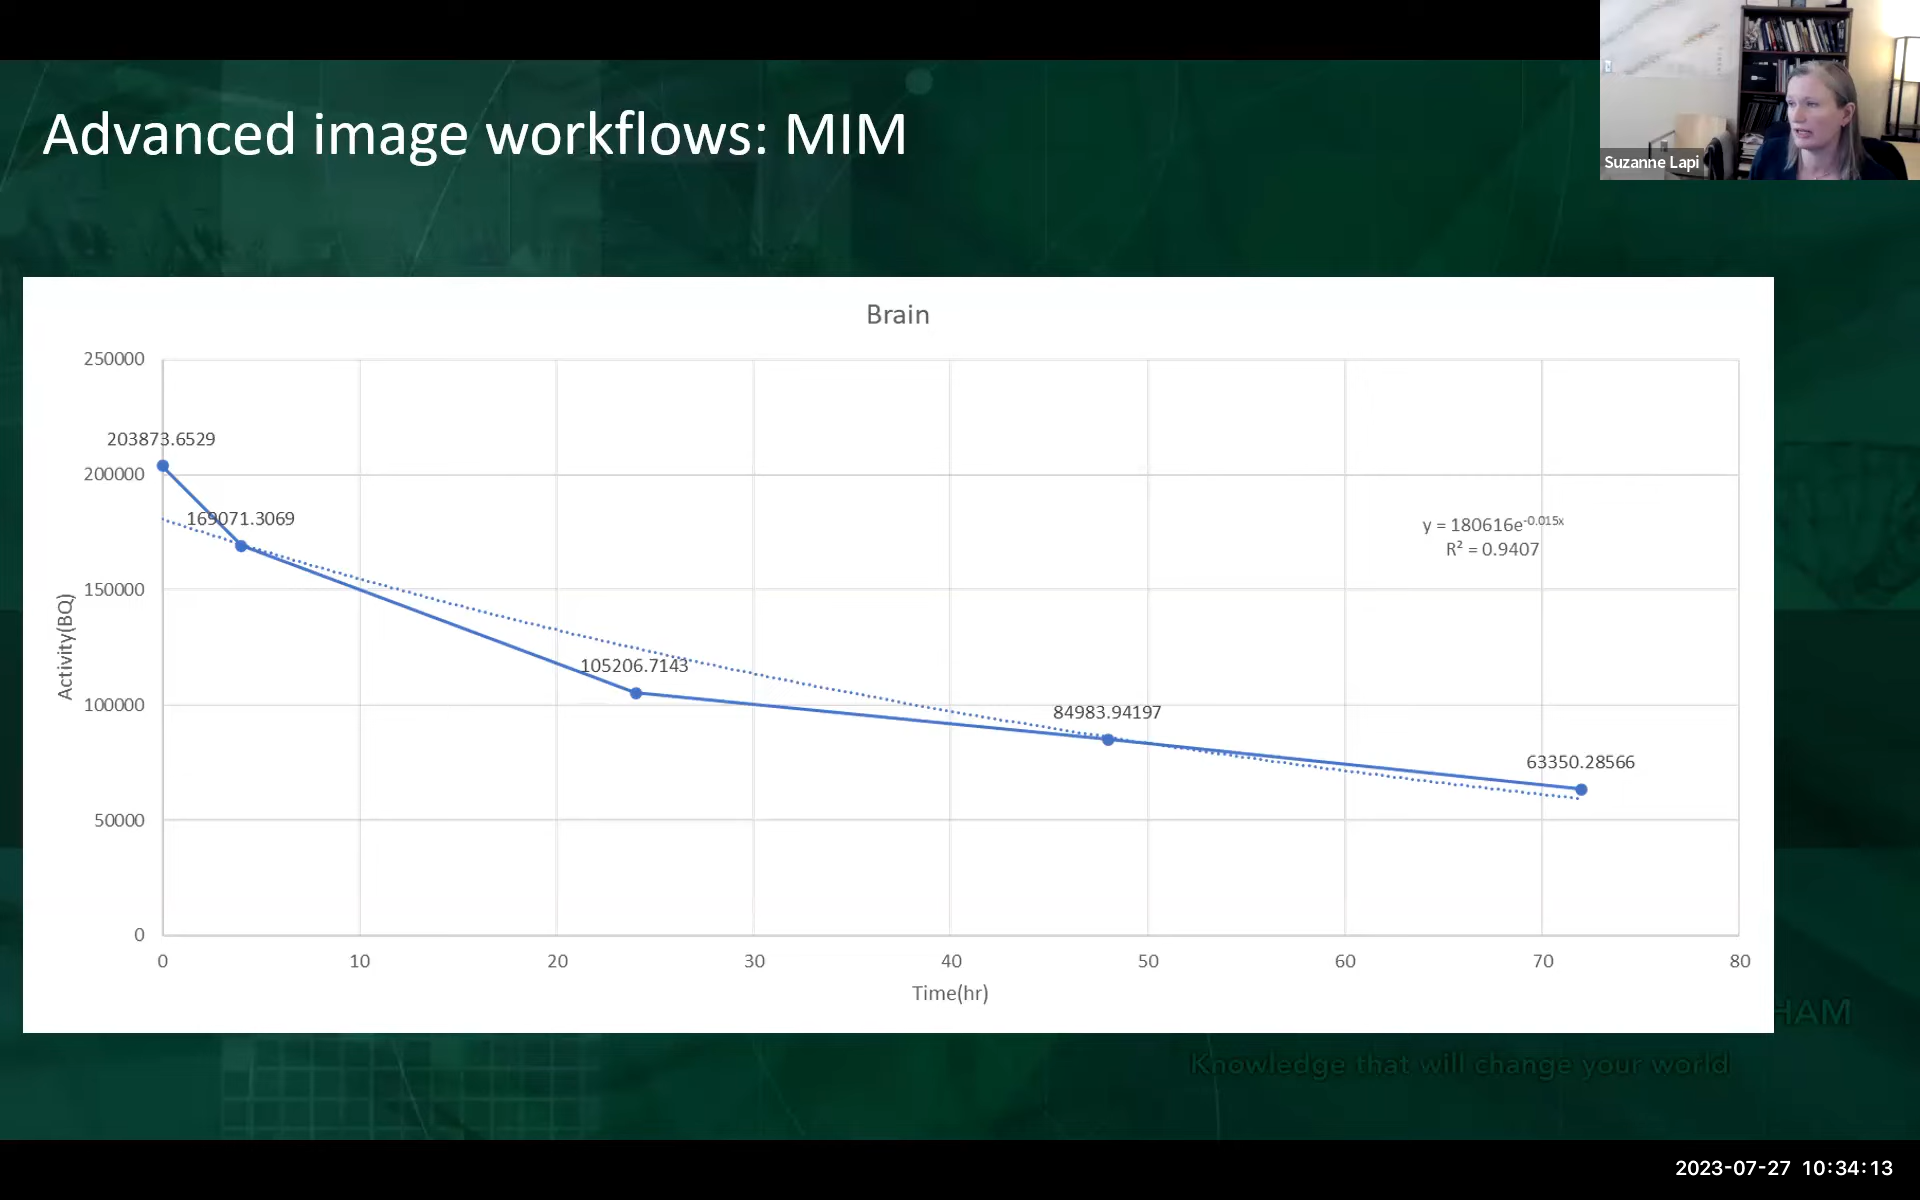 Advanced image workflows: MIM
Suzanne Lapi
Brain
250000
200000
150000
100000
50000
0
Activity(BQ)
203873.6529
169071.3069
105206.7143
84983.94197
63350.28566
y = 180616e^-0.015x
R² = 0.9407
0 10 20 30 40 50 60 70 80
Time(hr)
HAM
Knowledge that will change your world
2023-07-27 10:34:13